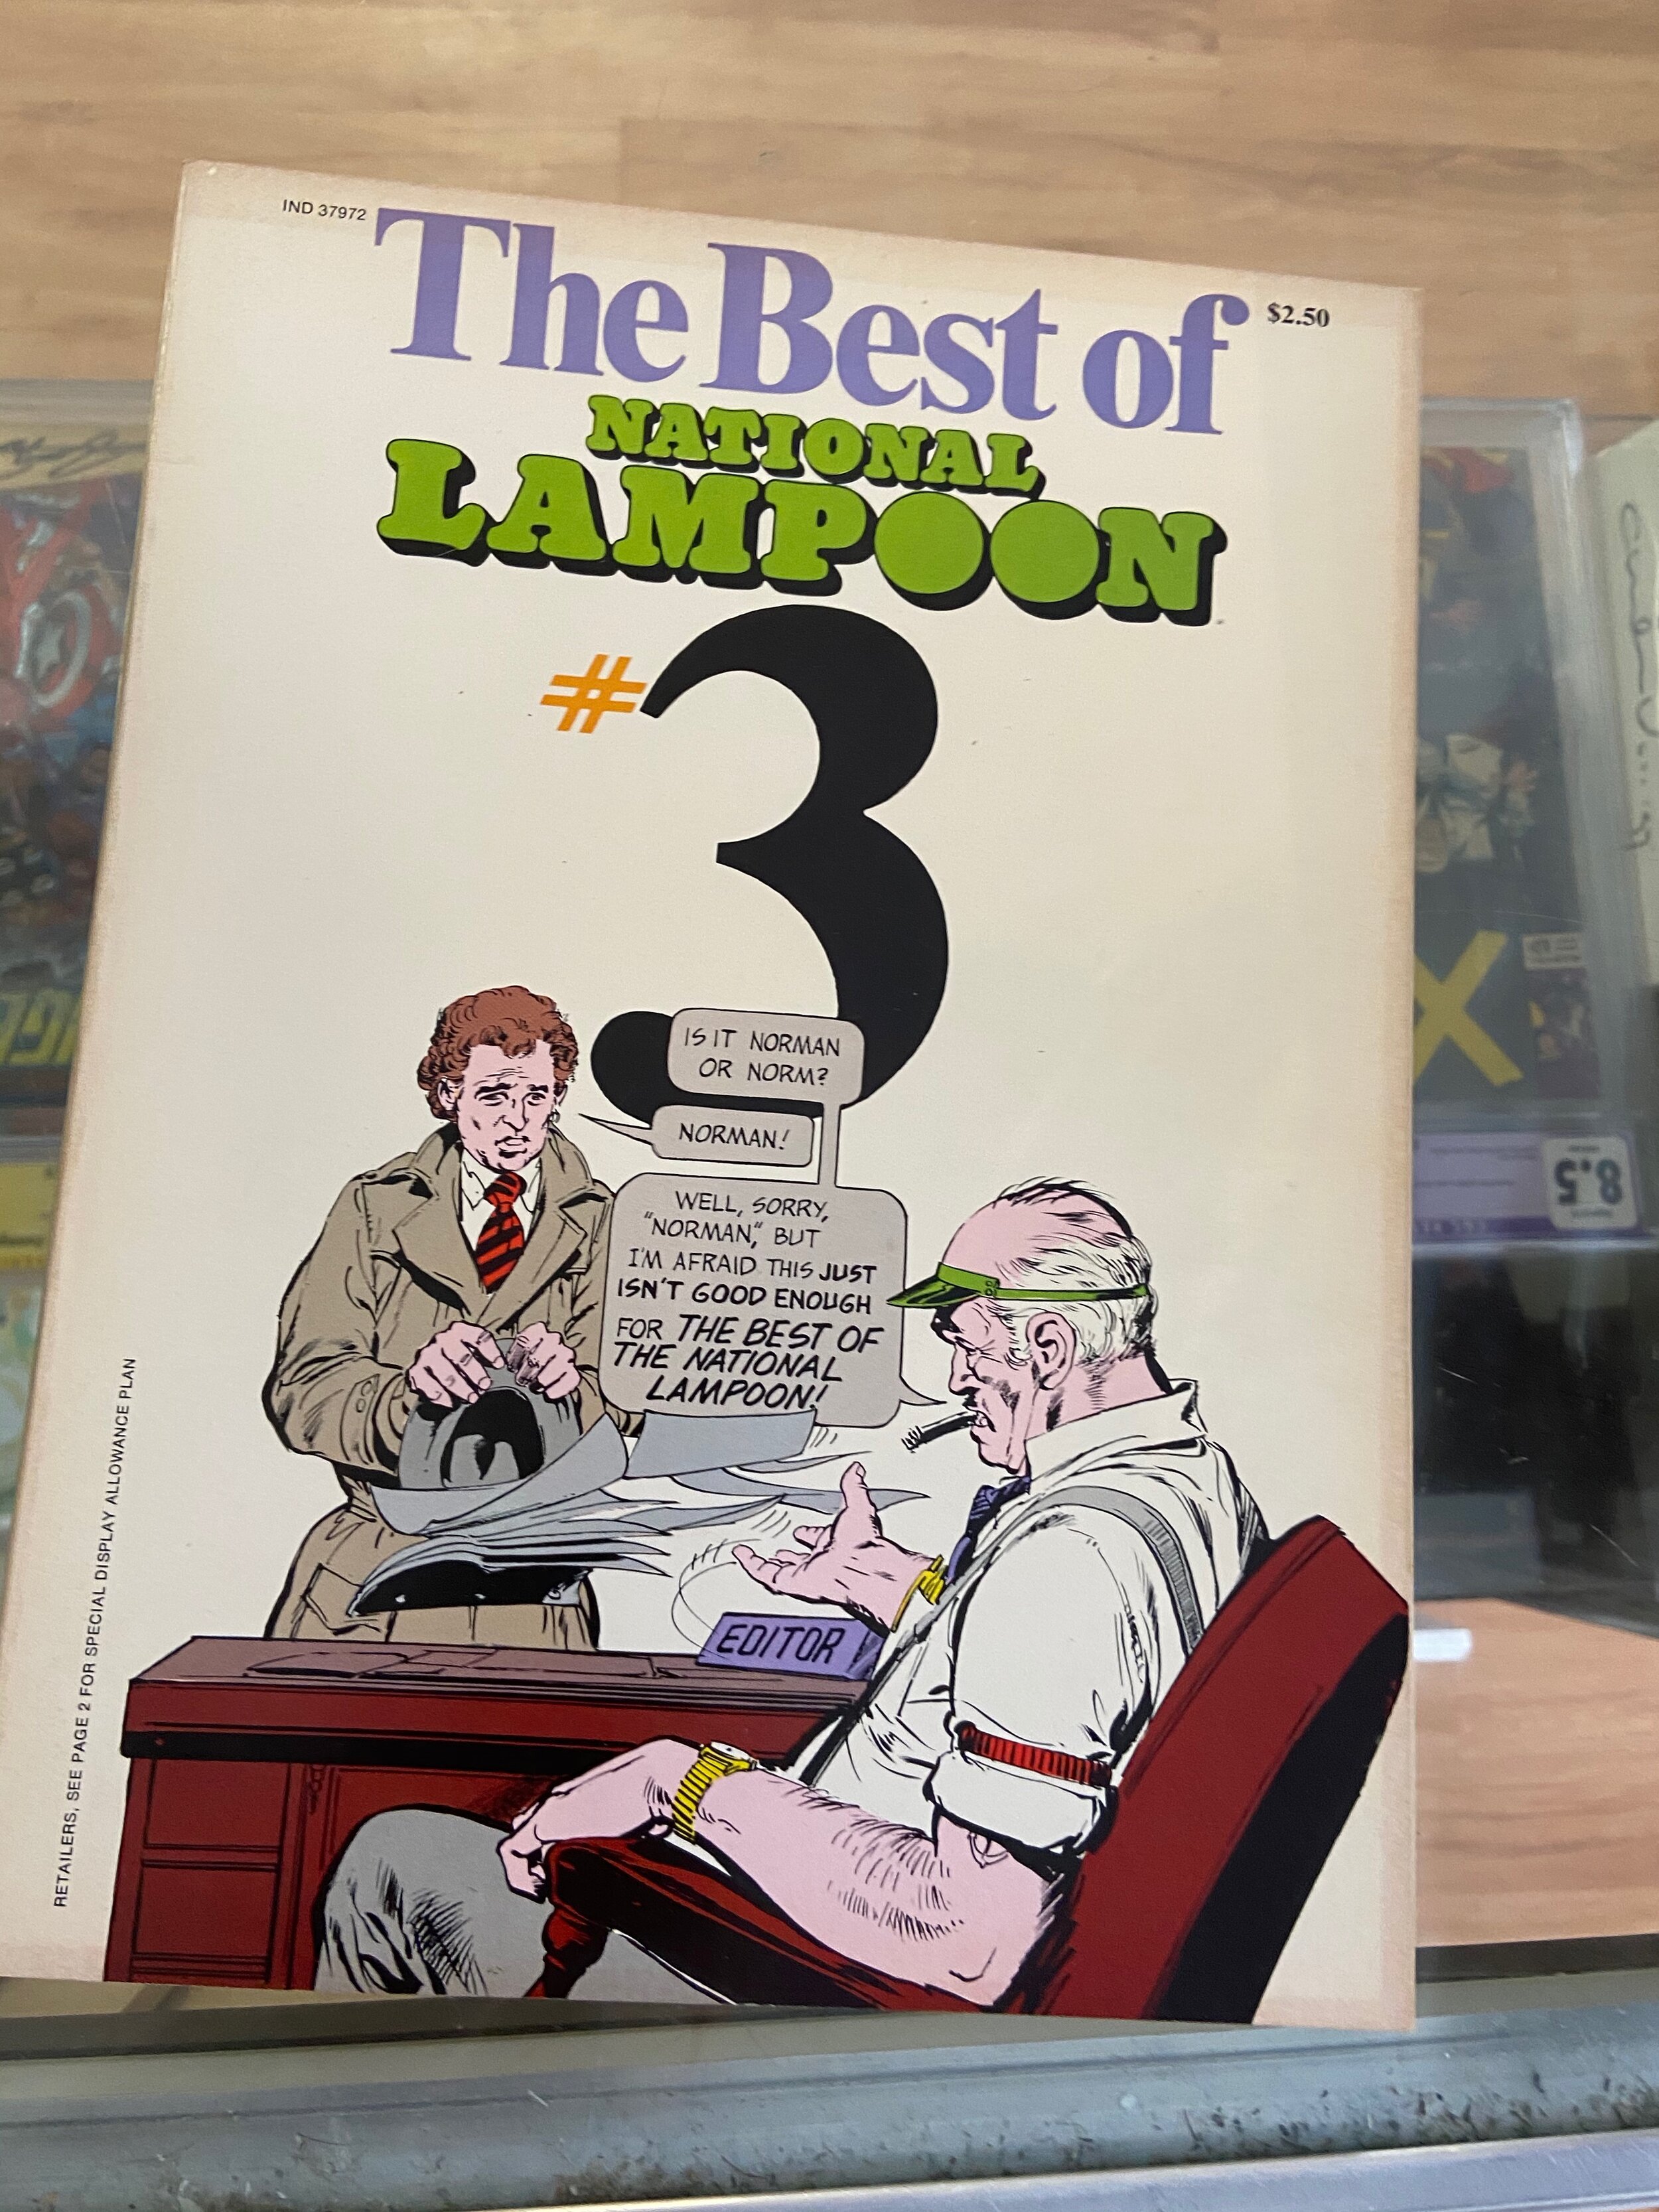 IND 37972
The Best of
$2.50
NATIONAL
LAMPOON
#3
IS IT NORMAN
OR NORM?
NORMAN!
WELL, SORRY,
"NORMAN," BUT
I'M AFRAID THIS JUST
ISN'T GOOD ENOUGH
FOR THE BEST OF
THE NATIONAL
LAMPOON!
EDITOR
RETAILERS, SEE PAGE 2 FOR SPECIAL DISPLAY ALLOWANCE PLAN
X
8.5